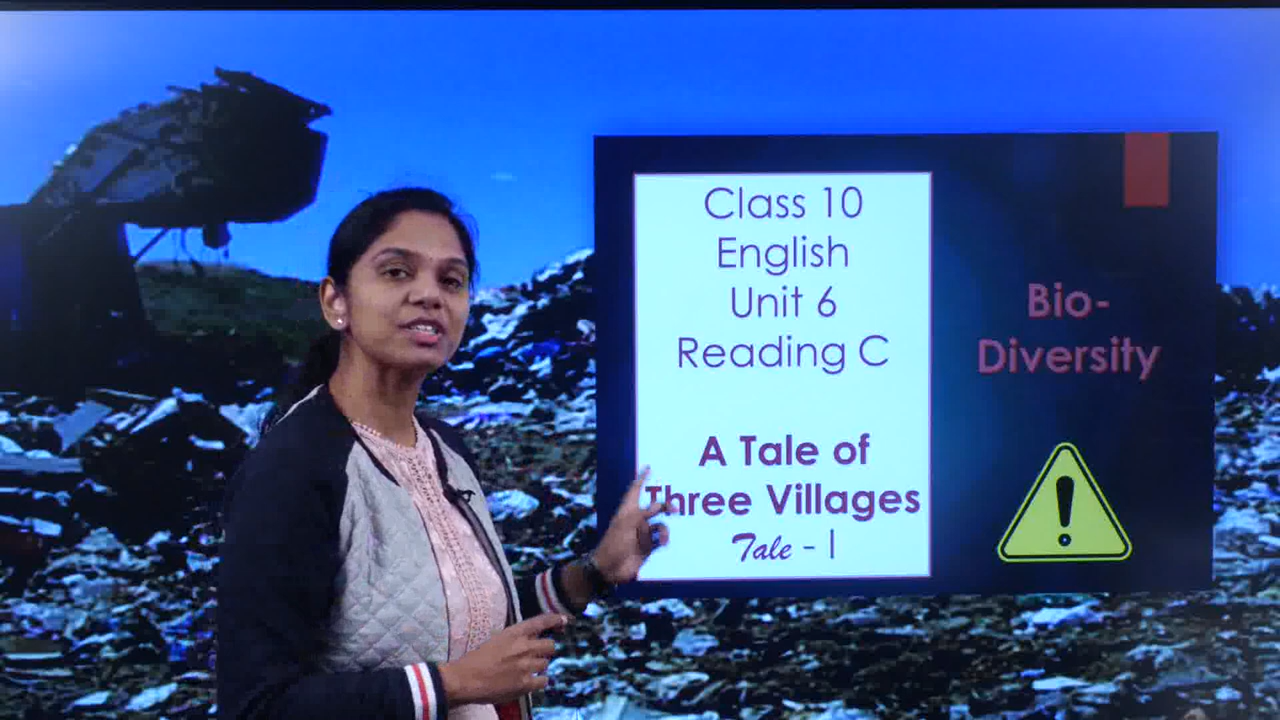 Class 10
English
Unit 6
Reading C
A Tale of
Three Villages
Tale - I
Bio-
Diversity